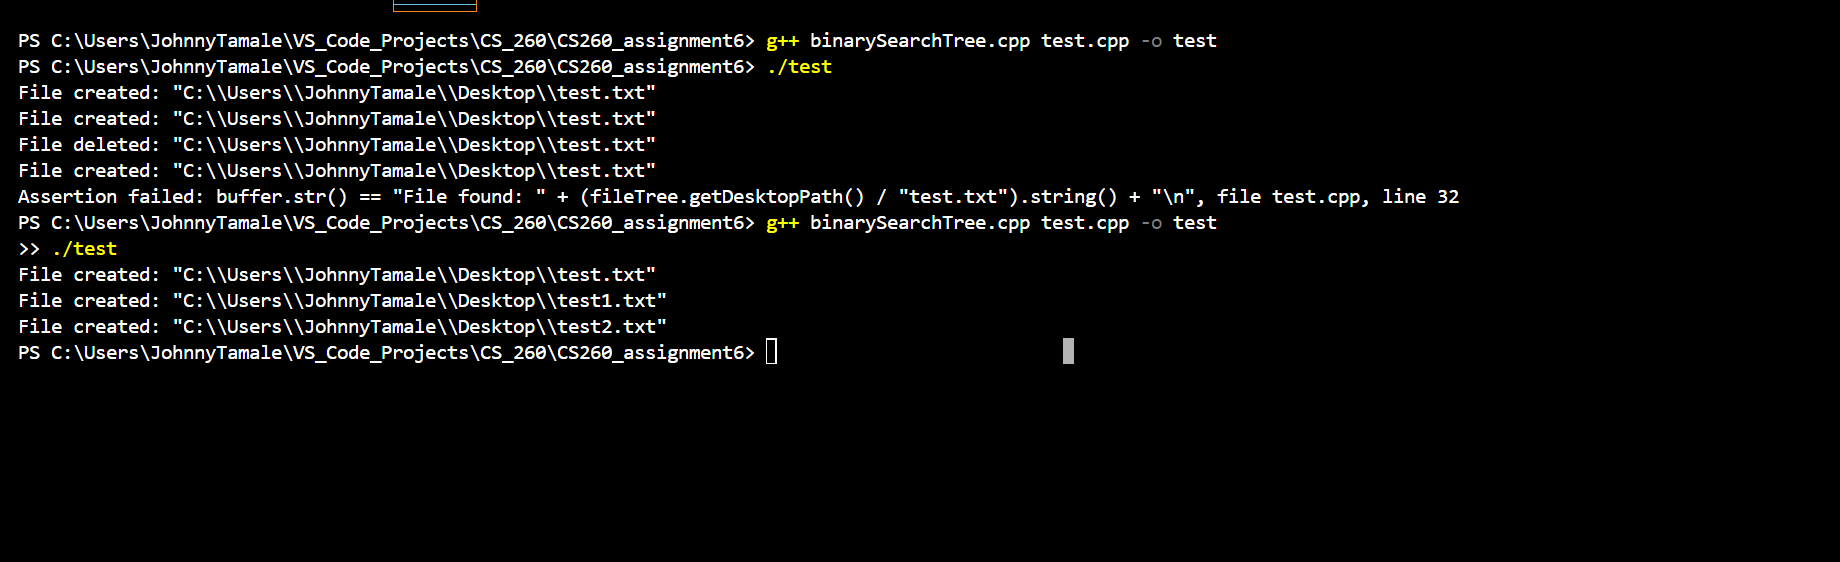 PS C:\Users\JohnnyTamale\VS_Code_Projects\CS_260\CS260_assignment6> g++ binarySearchTree.cpp test.cpp -o test
PS C:\Users\JohnnyTamale\VS_Code_Projects\CS_260\CS260_assignment6> ./test
File created: "C:\\Users\\JohnnyTamale\\Desktop\\test.txt"
File created: "C:\\Users\\JohnnyTamale\\Desktop\\test.txt"
File deleted: "C:\\Users\\JohnnyTamale\\Desktop\\test.txt"
File created: "C:\\Users\\JohnnyTamale\\Desktop\\test.txt"
Assertion failed: buffer.str() == "File found: " + (fileTree.getDesktopPath() / "test.txt").string() + "\n", file test.cpp, line 32
PS C:\Users\JohnnyTamale\VS_Code_Projects\CS_260\CS260_assignment6> g++ binarySearchTree.cpp test.cpp -o test
>> ./test
File created: "C:\\Users\\JohnnyTamale\\Desktop\\test.txt"
File created: "C:\\Users\\JohnnyTamale\\Desktop\\test1.txt"
File created: "C:\\Users\\JohnnyTamale\\Desktop\\test2.txt"
PS C:\Users\JohnnyTamale\VS_Code_Projects\CS_260\CS260_assignment6>